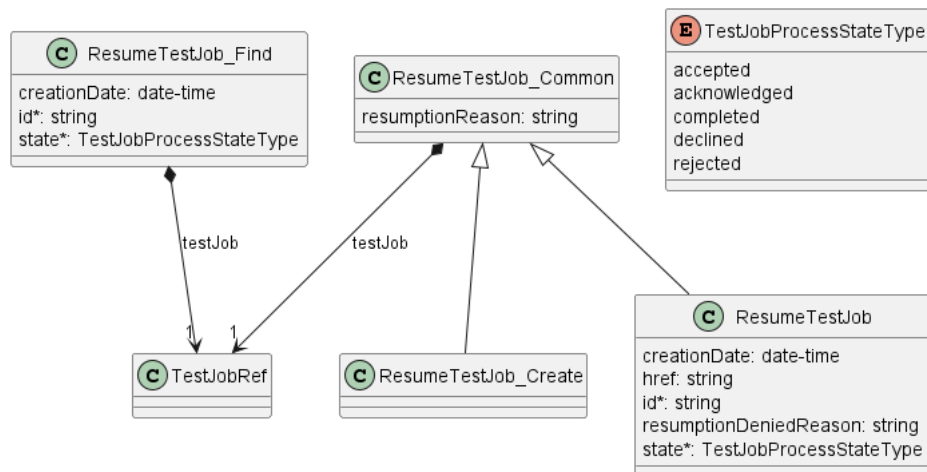 C ResumeTestJob_Find
creationDate: date-time
id*: string
state*: TestJobProcessStateType
C ResumeTestJob_Common
resumptionReason: string
E TestJobProcessStateType
accepted
acknowledged
completed
declined
rejected
testJob
testJob
1
1
C TestJobRef
C ResumeTestJob_Create
C ResumeTestJob
creationDate: date-time
href: string
id*: string
resumptionDeniedReason: string
state*: TestJobProcessStateType